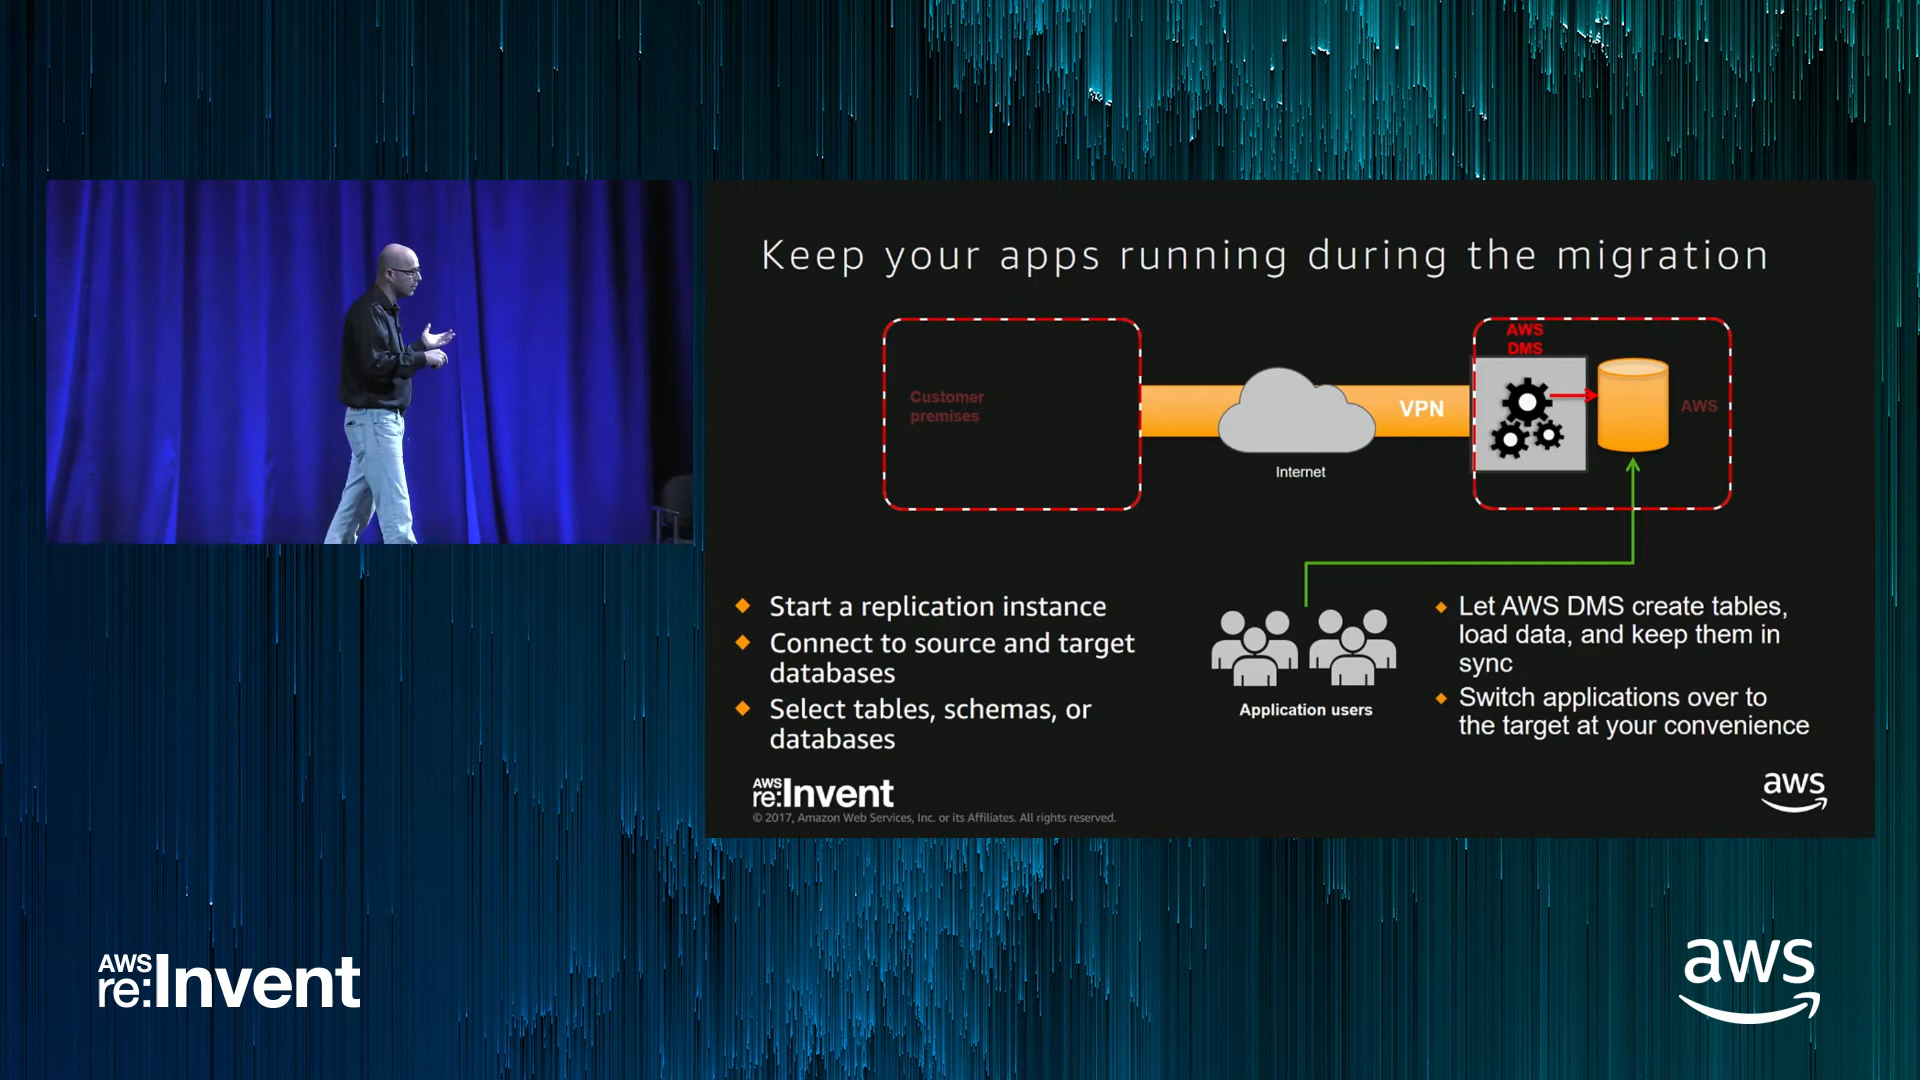 Keep your apps running during the migration
Customer
premises
Internet
VPN
AWS
DMS
AWS
Start a replication instance
Connect to source and target
databases
Select tables, schemas, or
databases
Application users
Let AWS DMS create tables,
load data, and keep them in
sync
Switch applications over to
the target at your convenience
AWS
re:Invent
© 2017, Amazon Web Services, Inc. or its Affiliates. All rights reserved.
aws
AWS
re:Invent
aws